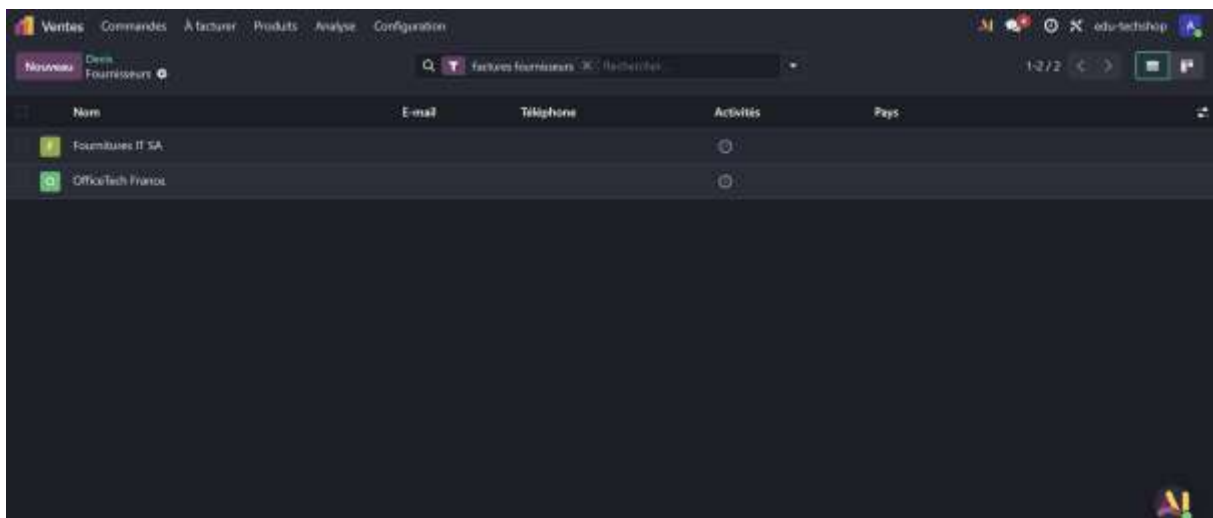 Ventes Commandes À facturer Produits Analyse Configuration edu-techshop A
Nouveau Devis
Fournisseurs
factures fournisseurs × Rechercher...
1-2 / 2
Nom E-mail Téléphone Activités Pays
F Fournitures IT SA
O OfficeTech France